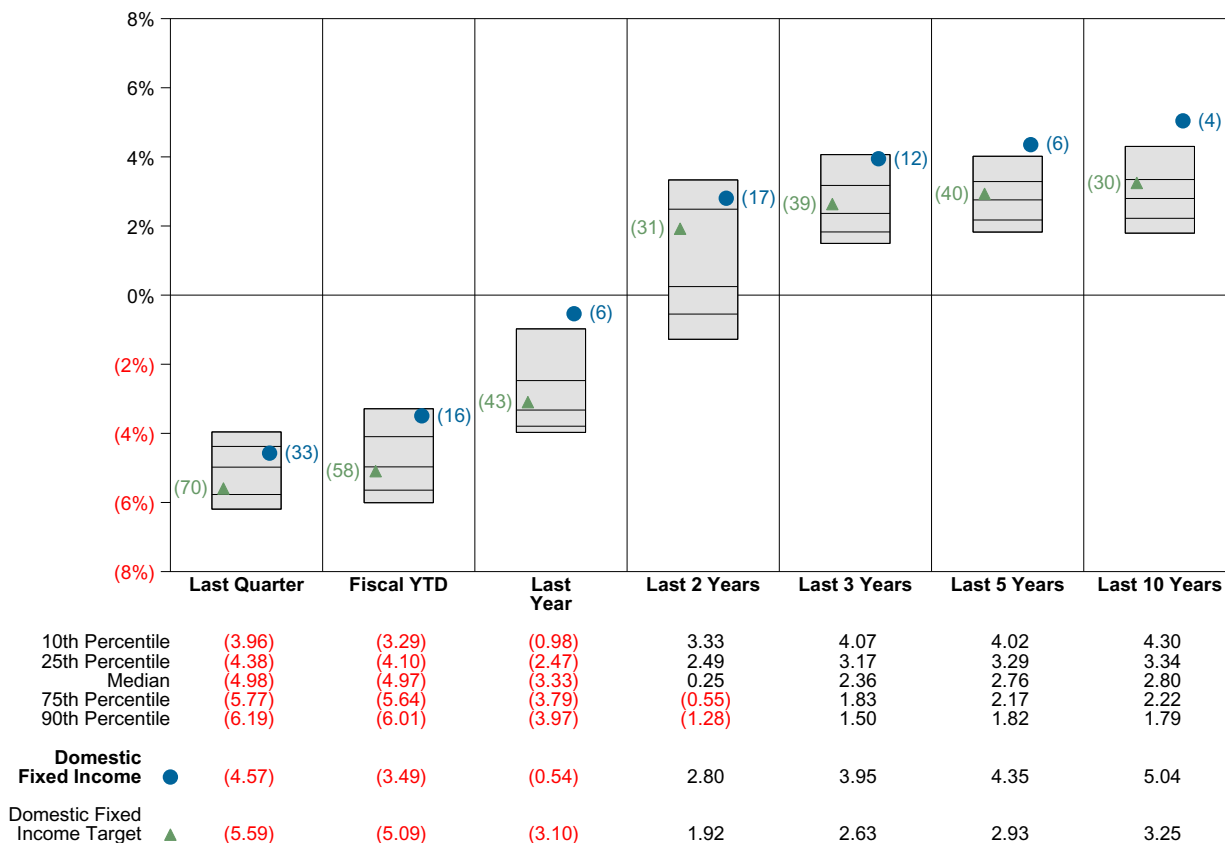 8%
6%
4%
2%
0%
(2%)
(4%)
(6%)
(8%)
(70) (33)
(58) (16)
(43) (6)
(31) (17)
(39) (12)
(40) (6)
(30) (4)
Last Quarter Fiscal YTD Last Year Last 2 Years Last 3 Years Last 5 Years Last 10 Years
10th Percentile (3.96) (3.29) (0.98) 3.33 4.07 4.02 4.30
25th Percentile (4.38) (4.10) (2.47) 2.49 3.17 3.29 3.34
Median (4.98) (4.97) (3.33) 0.25 2.36 2.76 2.80
75th Percentile (5.77) (5.64) (3.79) (0.55) 1.83 2.17 2.22
90th Percentile (6.19) (6.01) (3.97) (1.28) 1.50 1.82 1.79
Domestic
Fixed Income (4.57) (3.49) (0.54) 2.80 3.95 4.35 5.04
Domestic Fixed
Income Target (5.59) (5.09) (3.10) 1.92 2.63 2.93 3.25